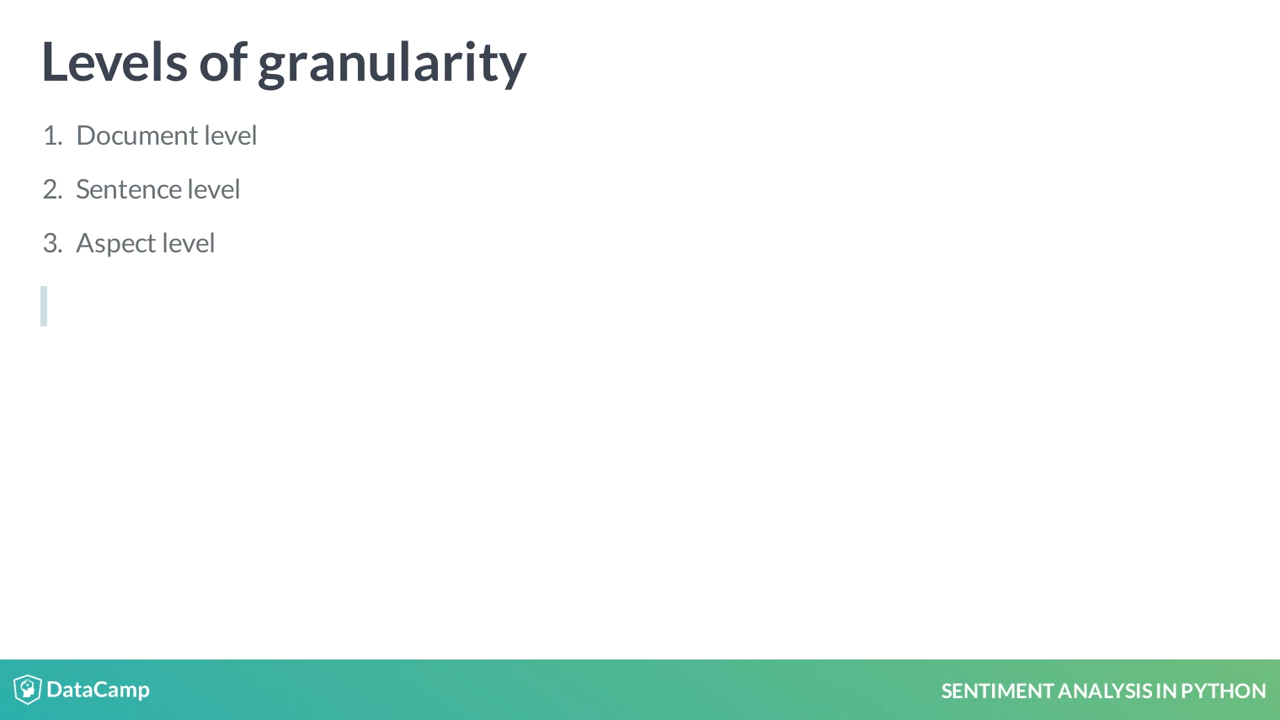 Levels of granularity
1. Document level
2. Sentence level
3. Aspect level
DataCamp
SENTIMENT ANALYSIS IN PYTHON